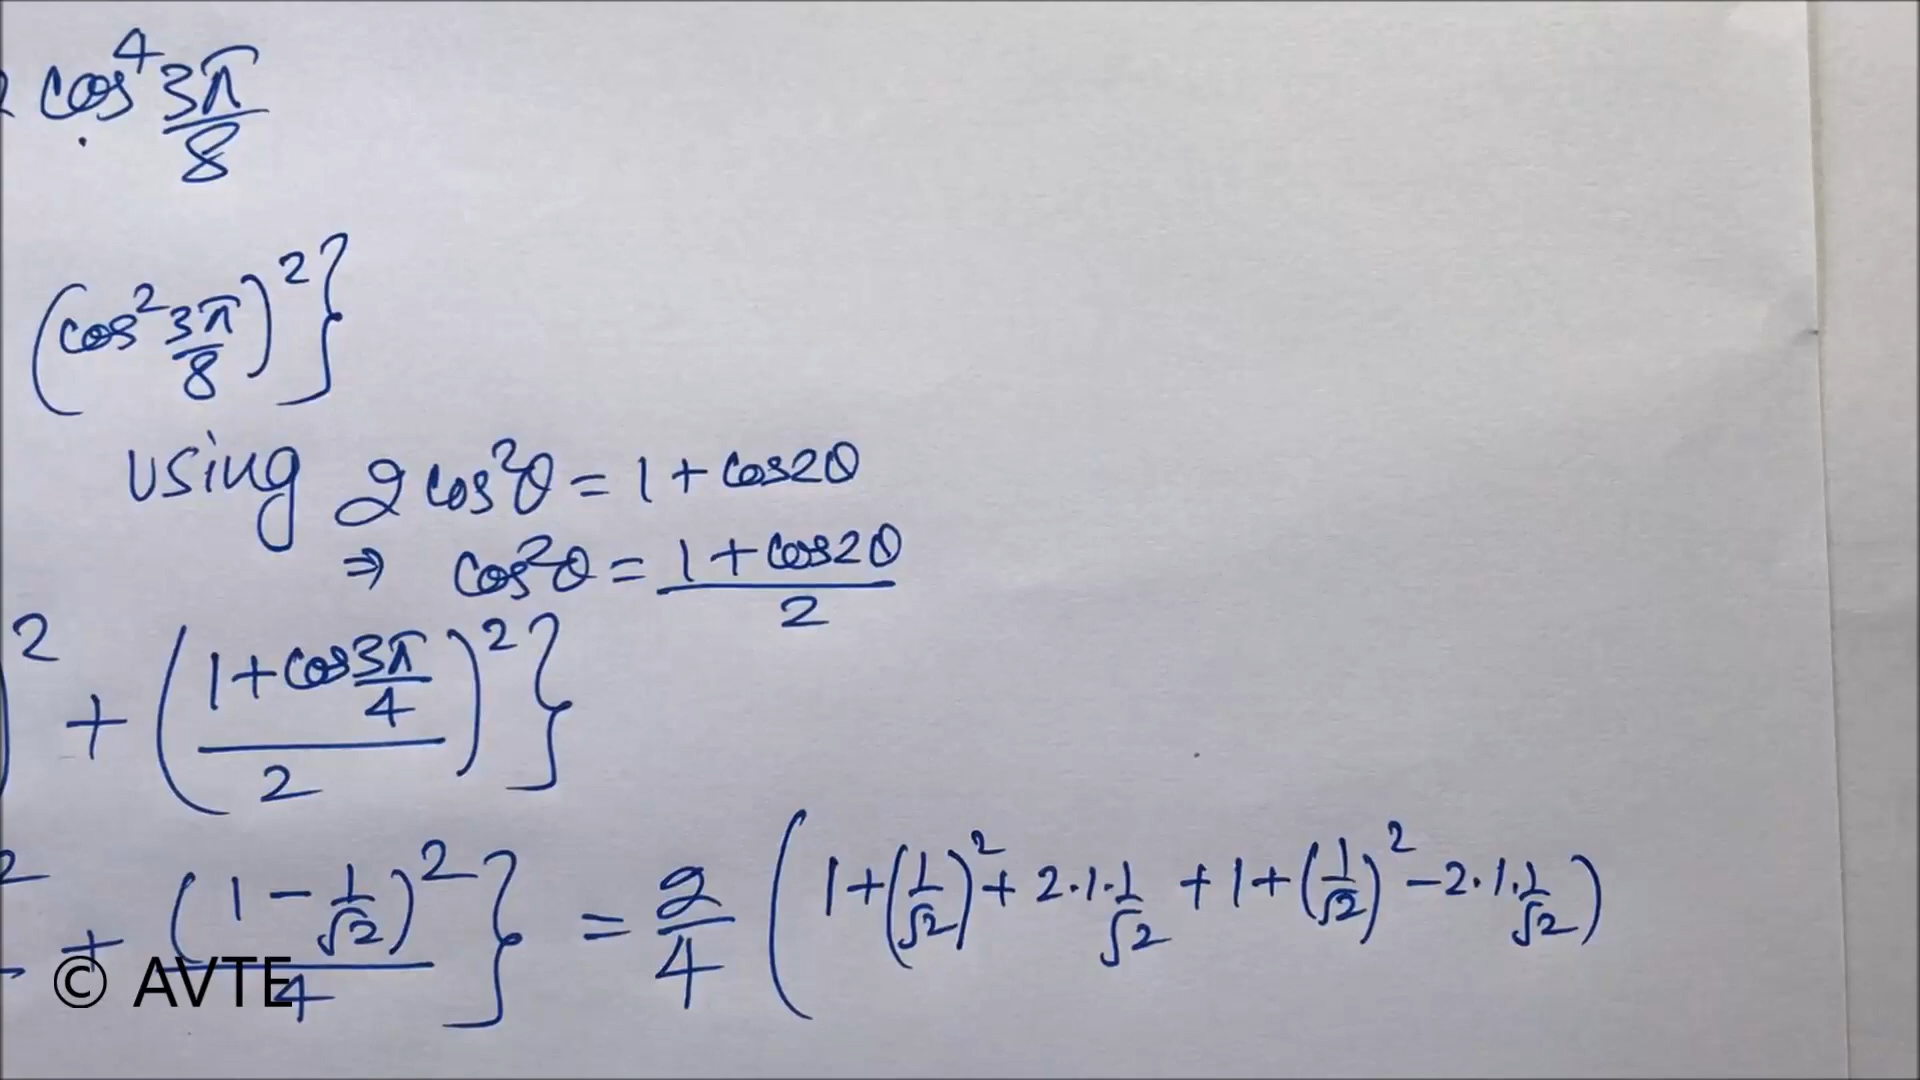 cos⁴ 3π/8
(cos² 3π/8)²}
using 2cos²θ = 1 + cos2θ
⇒ cos²θ = (1 + cos2θ)/2
)² + ((1 + cos 3π/4)/2)²}
2 + (1 - 1/√2)²/4} = 2/4 (1 + (1/√2)² + 2·1·1/√2 + 1 + (1/√2)² - 2·1·1/√2)
© AVTE